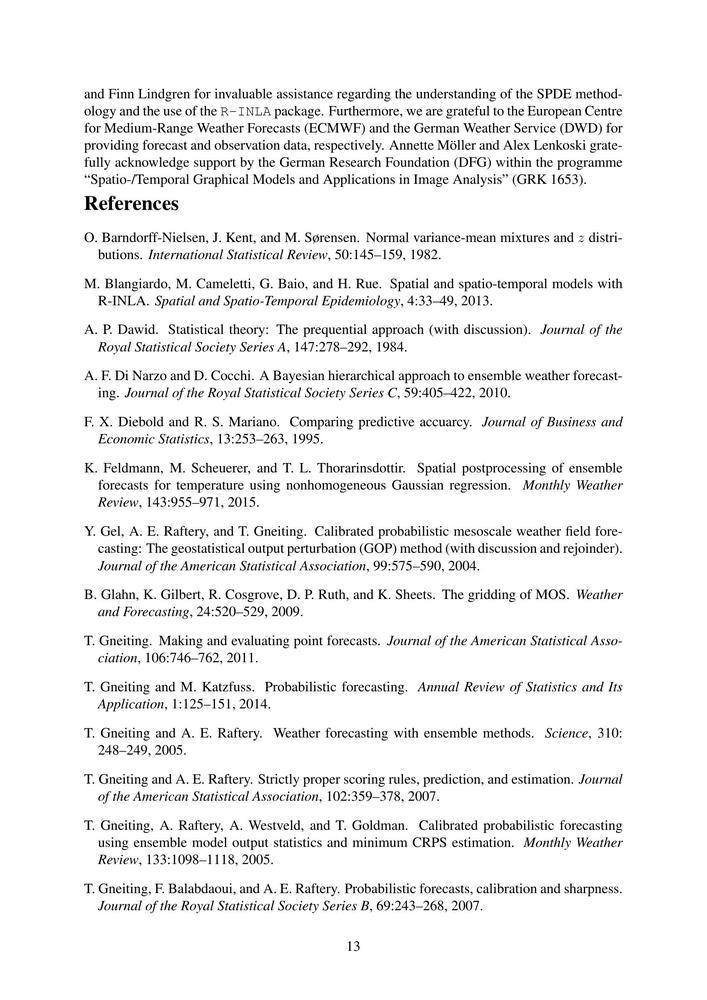 and Finn Lindgren for invaluable assistance regarding the understanding of the SPDE method-
ology and the use of the R-INLA package. Furthermore, we are grateful to the European Centre
for Medium-Range Weather Forecasts (ECMWF) and the German Weather Service (DWD) for
providing forecast and observation data, respectively. Annette Möller and Alex Lenkoski grate-
fully acknowledge support by the German Research Foundation (DFG) within the programme
“Spatio-/Temporal Graphical Models and Applications in Image Analysis” (GRK 1653).
References
O. Barndorff-Nielsen, J. Kent, and M. Sørensen. Normal variance-mean mixtures and z distri-
butions. International Statistical Review, 50:145–159, 1982.
M. Blangiardo, M. Cameletti, G. Baio, and H. Rue. Spatial and spatio-temporal models with
R-INLA. Spatial and Spatio-Temporal Epidemiology, 4:33–49, 2013.
A. P. Dawid. Statistical theory: The prequential approach (with discussion). Journal of the
Royal Statistical Society Series A, 147:278–292, 1984.
A. F. Di Narzo and D. Cocchi. A Bayesian hierarchical approach to ensemble weather forecast-
ing. Journal of the Royal Statistical Society Series C, 59:405–422, 2010.
F. X. Diebold and R. S. Mariano. Comparing predictive accuarcy. Journal of Business and
Economic Statistics, 13:253–263, 1995.
K. Feldmann, M. Scheuerer, and T. L. Thorarinsdottir. Spatial postprocessing of ensemble
forecasts for temperature using nonhomogeneous Gaussian regression. Monthly Weather
Review, 143:955–971, 2015.
Y. Gel, A. E. Raftery, and T. Gneiting. Calibrated probabilistic mesoscale weather field fore-
casting: The geostatistical output perturbation (GOP) method (with discussion and rejoinder).
Journal of the American Statistical Association, 99:575–590, 2004.
B. Glahn, K. Gilbert, R. Cosgrove, D. P. Ruth, and K. Sheets. The gridding of MOS. Weather
and Forecasting, 24:520–529, 2009.
T. Gneiting. Making and evaluating point forecasts. Journal of the American Statistical Asso-
ciation, 106:746–762, 2011.
T. Gneiting and M. Katzfuss. Probabilistic forecasting. Annual Review of Statistics and Its
Application, 1:125–151, 2014.
T. Gneiting and A. E. Raftery. Weather forecasting with ensemble methods. Science, 310:
248–249, 2005.
T. Gneiting and A. E. Raftery. Strictly proper scoring rules, prediction, and estimation. Journal
of the American Statistical Association, 102:359–378, 2007.
T. Gneiting, A. Raftery, A. Westveld, and T. Goldman. Calibrated probabilistic forecasting
using ensemble model output statistics and minimum CRPS estimation. Monthly Weather
Review, 133:1098–1118, 2005.
T. Gneiting, F. Balabdaoui, and A. E. Raftery. Probabilistic forecasts, calibration and sharpness.
Journal of the Royal Statistical Society Series B, 69:243–268, 2007.
13